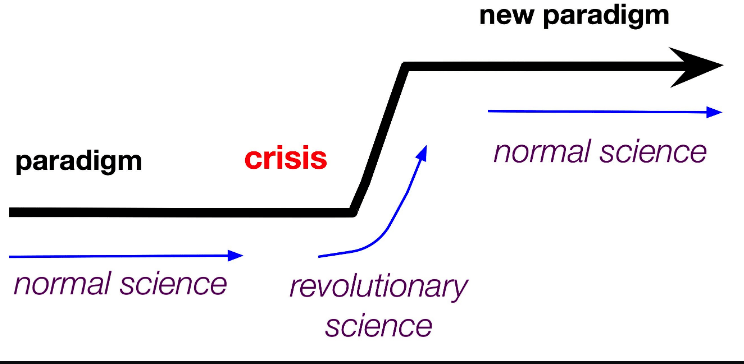 new paradigm
paradigm
crisis
normal science
normal science
revolutionary
science